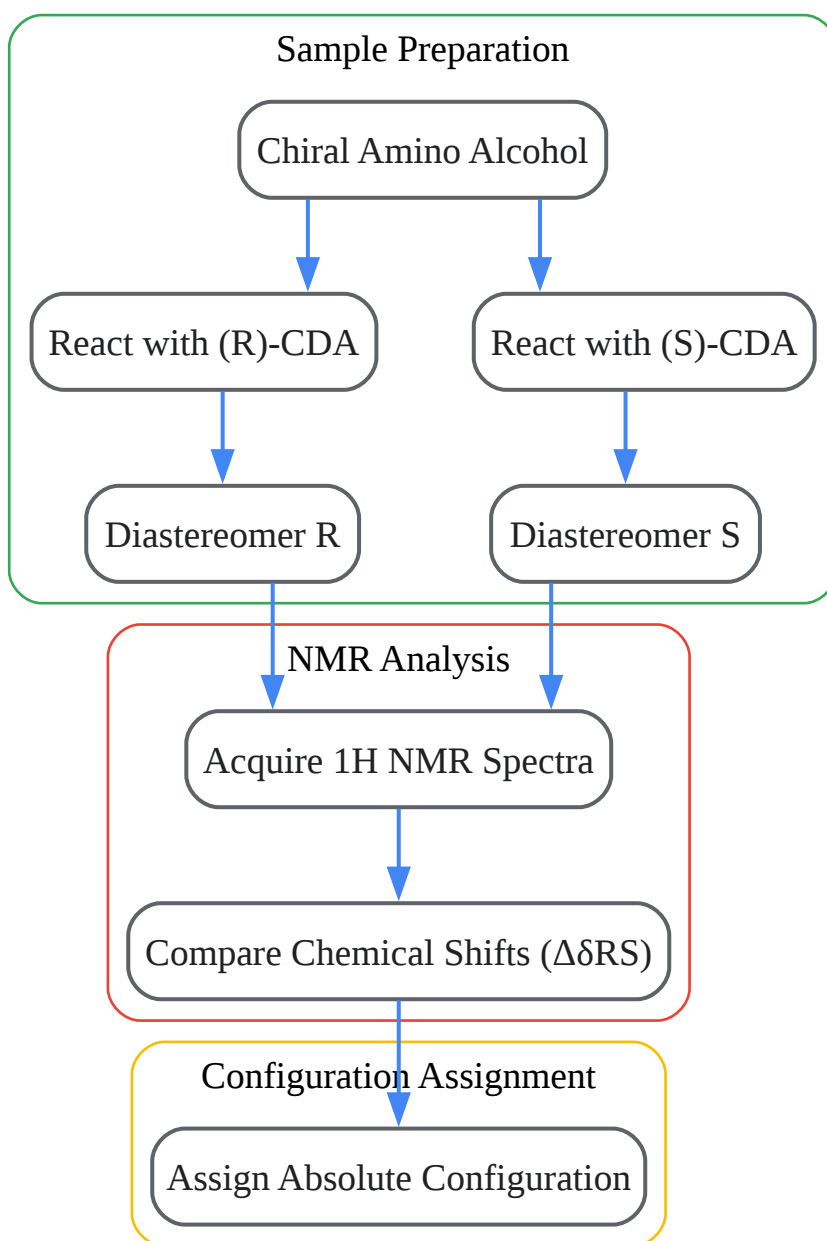 Sample Preparation
Chiral Amino Alcohol
React with (R)-CDA
React with (S)-CDA
Diastereomer R
Diastereomer S
NMR Analysis
Acquire 1H NMR Spectra
Compare Chemical Shifts (ΔδRS)
Configuration Assignment
Assign Absolute Configuration